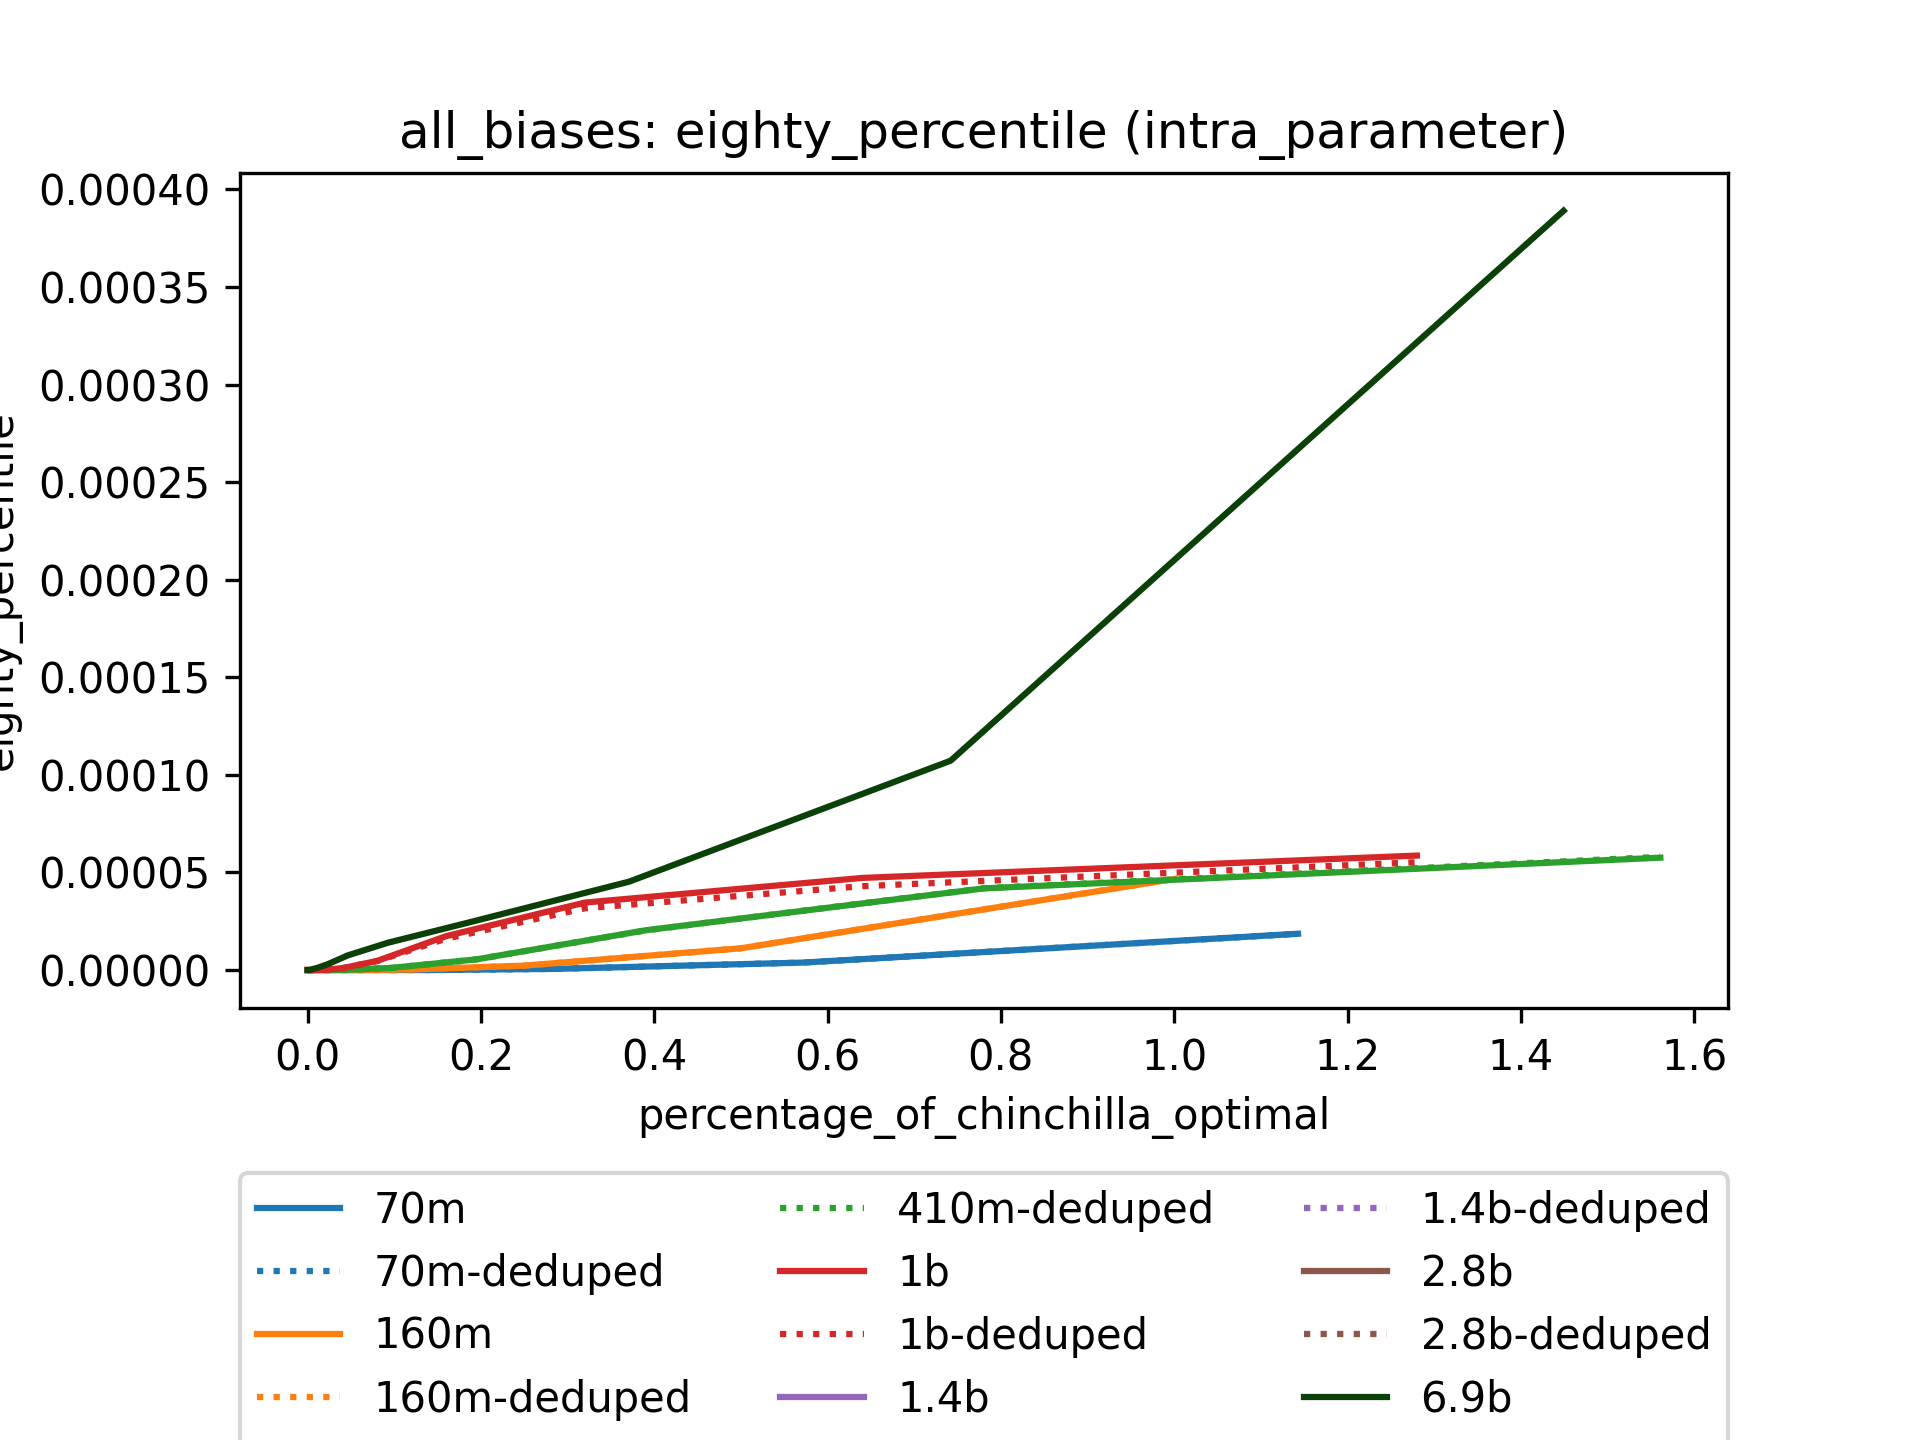 all_biases: eighty_percentile (intra_parameter)
0.00040
0.00035
0.00030
0.00025
0.00020
0.00015
0.00010
0.00005
0.00000
eighty_percentile
0.0 0.2 0.4 0.6 0.8 1.0 1.2 1.4 1.6
percentage_of_chinchilla_optimal
70m 410m-deduped 1.4b-deduped
70m-deduped 1b 2.8b
160m 1b-deduped 2.8b-deduped
160m-deduped 1.4b 6.9b